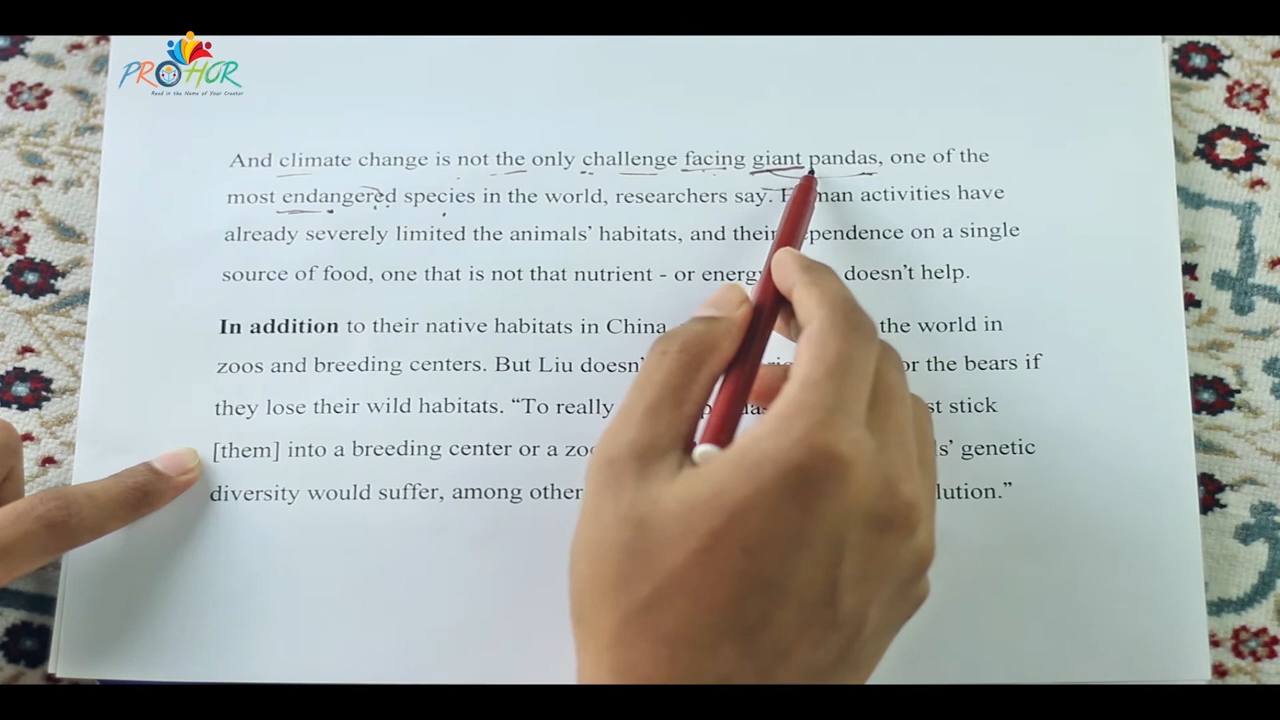 PROHOR
Read in the Name of Your Creator
And climate change is not the only challenge facing giant pandas, one of the
most endangered species in the world, researchers say. Human activities have
already severely limited the animals’ habitats, and their dependence on a single
source of food, one that is not that nutrient - or energy doesn’t help.
In addition to their native habitats in China the world in
zoos and breeding centers. But Liu doesn’ or the bears if
they lose their wild habitats. “To really stick
[them] into a breeding center or a zoo genetic
diversity would suffer, among other